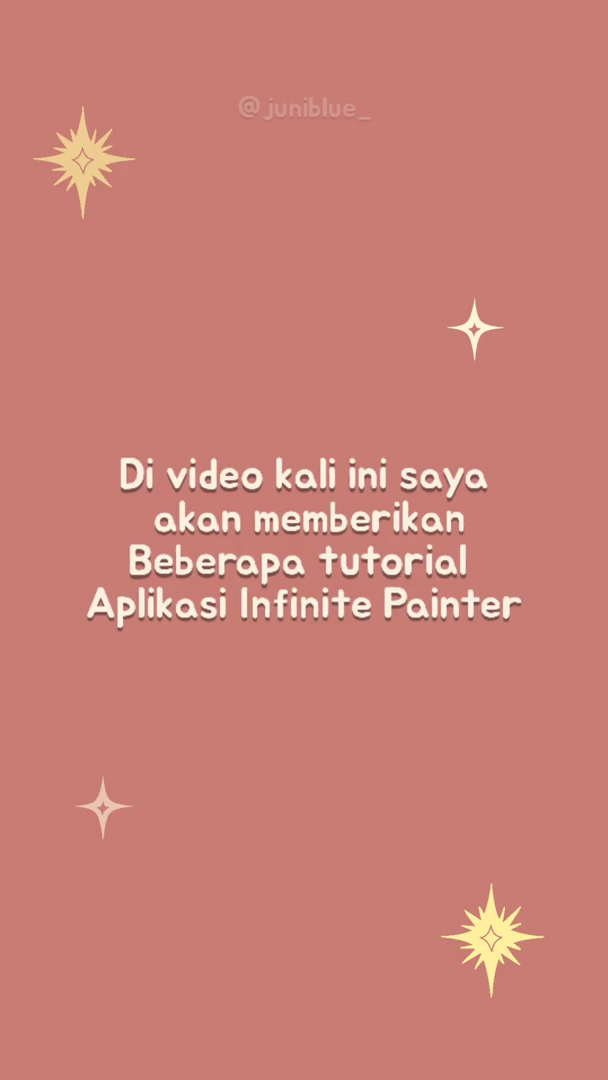 @juniblue_
Di video kali ini saya
akan memberikan
Beberapa tutorial
Aplikasi Infinite Painter